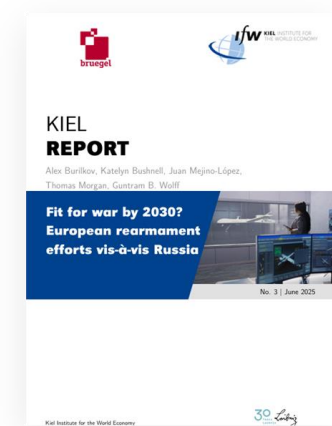 bruegel
ifw KIEL INSTITUTE FOR
THE WORLD ECONOMY
KIEL
REPORT
Alex Burilkov, Katelyn Bushnell, Juan Mejino-López,
Thomas Morgan, Guntram B. Wolff
Fit for war by 2030?
European rearmament
efforts vis-à-vis Russia
No. 3 | June 2025
Kiel Institute for the World Economy
30 Leibniz